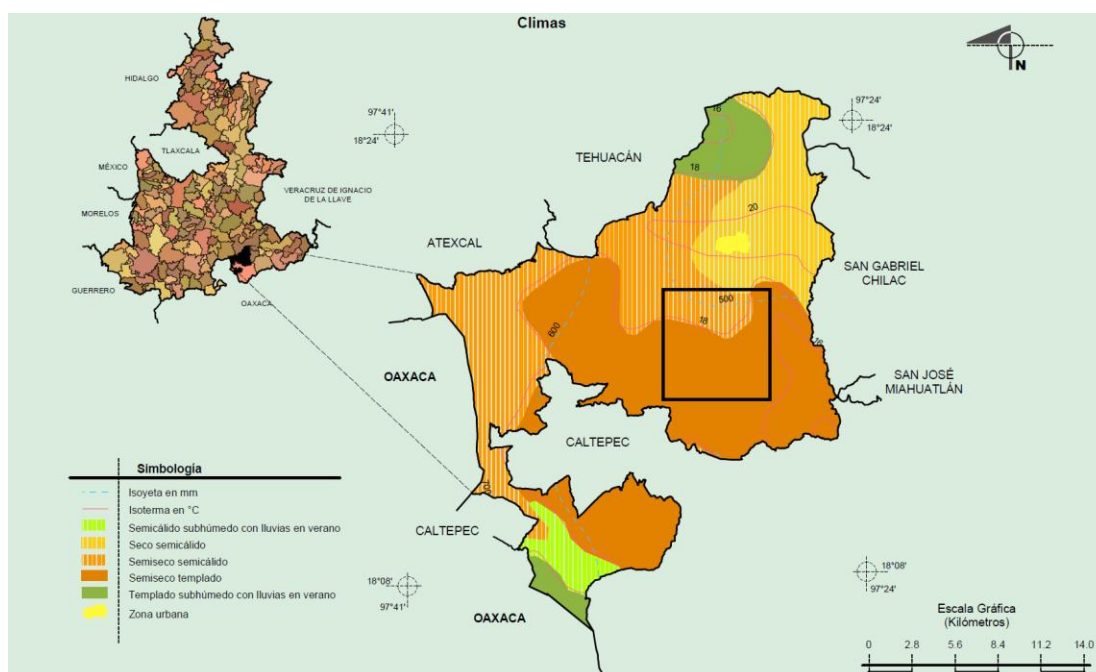 Climas
HIDALGO
TLAXCALA
MÉXICO
MORELOS
GUERRERO
VERACRUZ DE IGNACIO
DE LA LLAVE
OAXACA
97°41'
18°24'
97°24'
18°24'
N
TEHUACÁN
ATEXCAL
SAN GABRIEL
CHILAC
OAXACA
SAN JOSÉ
MIAHUATLÁN
CALTEPEC
CALTEPEC
OAXACA
16
18
20
500
18
600
16
700
18°08'
97°41'
18°08'
97°24'
Simbología
Isoyeta en mm
Isoterma en °C
Semicálido subhúmedo con lluvias en verano
Seco semicálido
Semiseco semicálido
Semiseco templado
Templado subhúmedo con lluvias en verano
Zona urbana
Escala Gráfica
(Kilómetros)
0 2.8 5.6 8.4 11.2 14.0